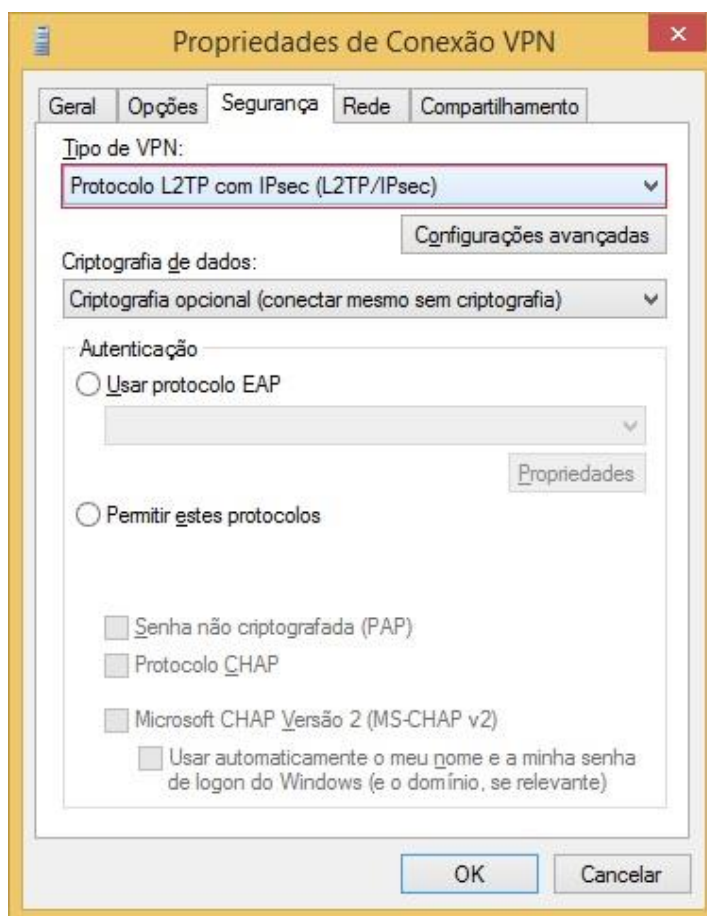 Propriedades de Conexão VPN
Geral
Opções
Segurança
Rede
Compartilhamento
Tipo de VPN:
Protocolo L2TP com IPsec (L2TP/IPsec)
Configurações avançadas
Criptografia de dados:
Criptografia opcional (conectar mesmo sem criptografia)
Autenticação
Usar protocolo EAP
Propriedades
Permitir estes protocolos
Senha não criptografada (PAP)
Protocolo CHAP
Microsoft CHAP Versão 2 (MS-CHAP v2)
Usar automaticamente o meu nome e a minha senha
de logon do Windows (e o domínio, se relevante)
OK
Cancelar